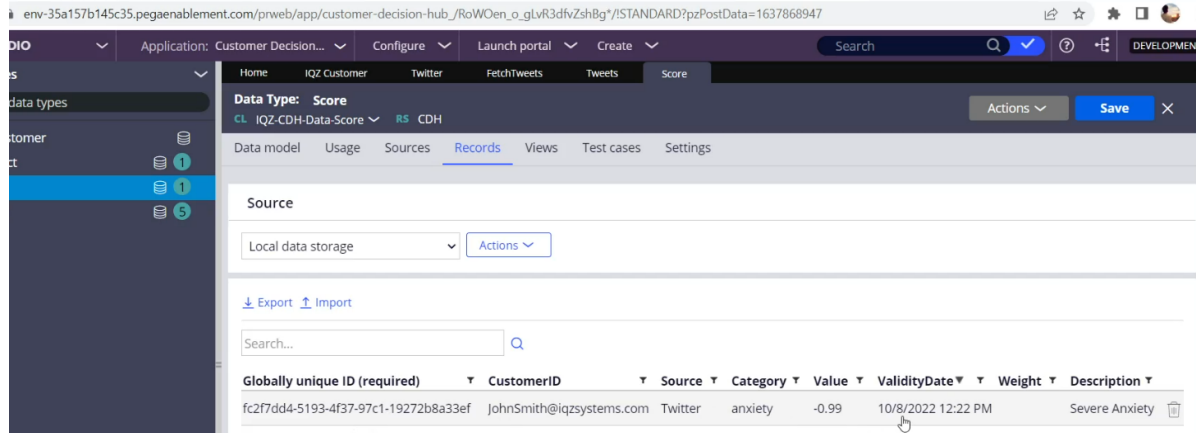 env-35a157b145c35.pegaenablement.com/prweb/app/customer-decision-hub_/RoWOen_o_gLvR3dfvZshBg*/!STANDARD?pzPostData=1637868947
DIO Application: Customer Decision... Configure Launch portal Create Search DEVELOPMEN
es Home IQZ Customer Twitter FetchTweets Tweets Score
data types Data Type: Score Actions Save
CL IQZ-CDH-Data-Score RS CDH
stomer Data model Usage Sources Records Views Test cases Settings
ct 1
1
5
Source
Local data storage Actions
Export Import
Search...
Globally unique ID (required) CustomerID Source Category Value ValidityDate Weight Description
fc2f7dd4-5193-4f37-97c1-19272b8a33ef JohnSmith@iqzsystems.com Twitter anxiety -0.99 10/8/2022 12:22 PM Severe Anxiety